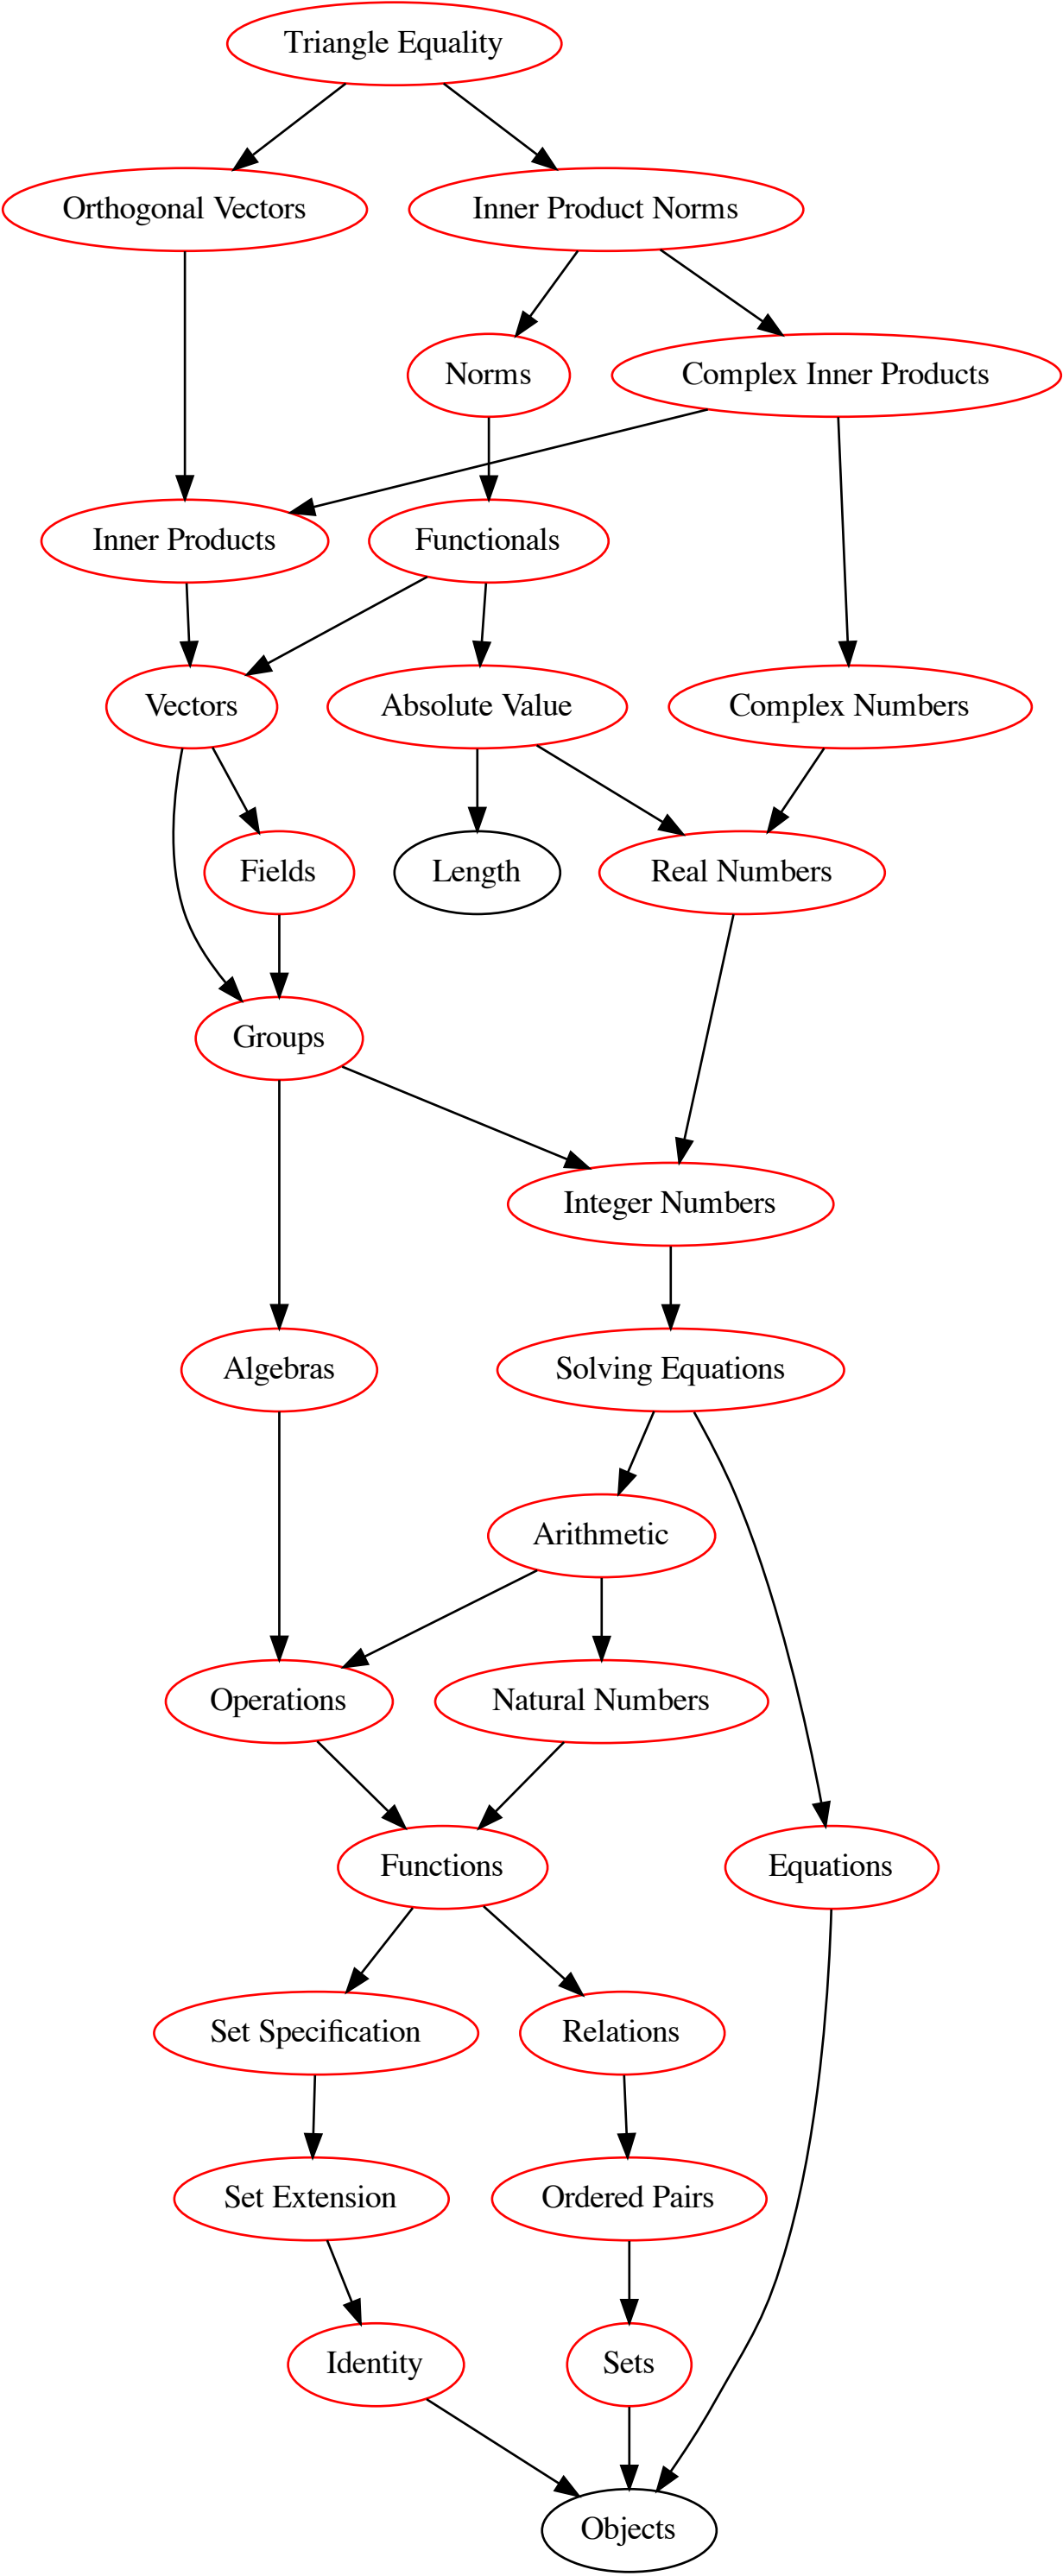 Triangle Equality
Orthogonal Vectors
Inner Product Norms
Norms
Complex Inner Products
Inner Products
Functionals
Vectors
Absolute Value
Complex Numbers
Fields
Length
Real Numbers
Groups
Integer Numbers
Algebras
Solving Equations
Arithmetic
Operations
Natural Numbers
Functions
Equations
Set Specification
Relations
Set Extension
Ordered Pairs
Identity
Sets
Objects